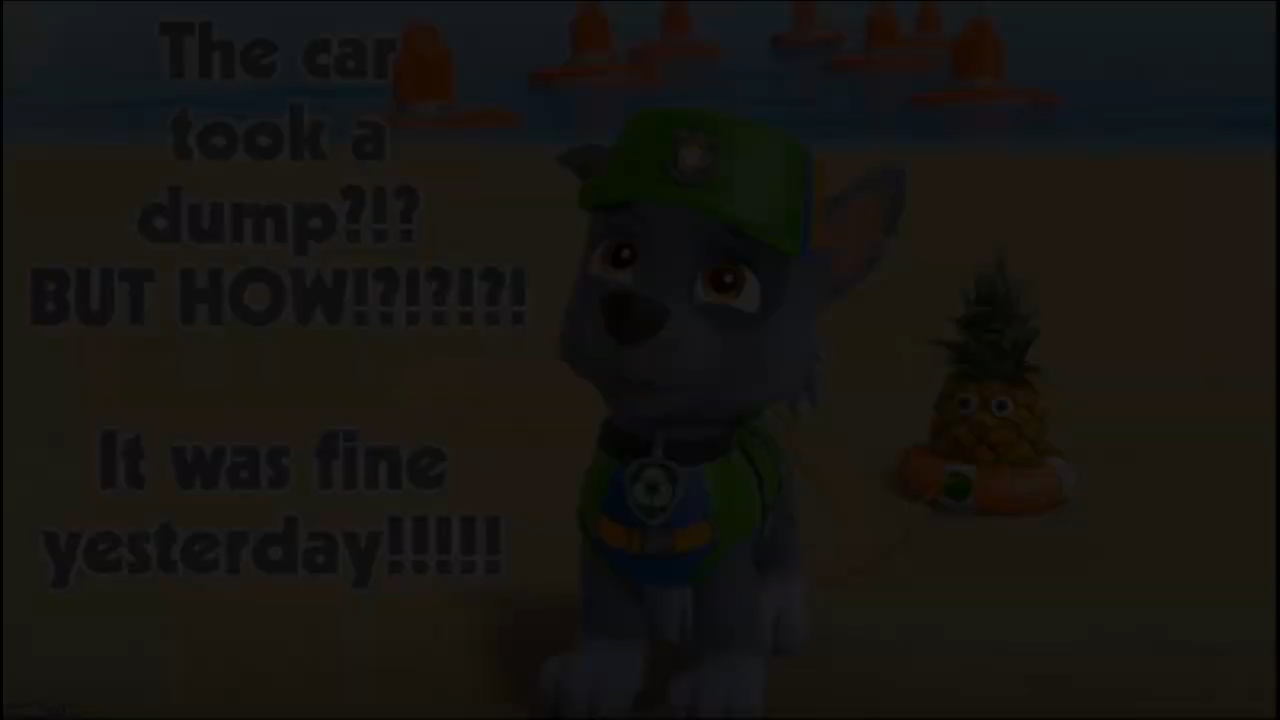 The car
took a
dump?!?
BUT HOW!?!?!?!
It was fine
yesterday!!!!!